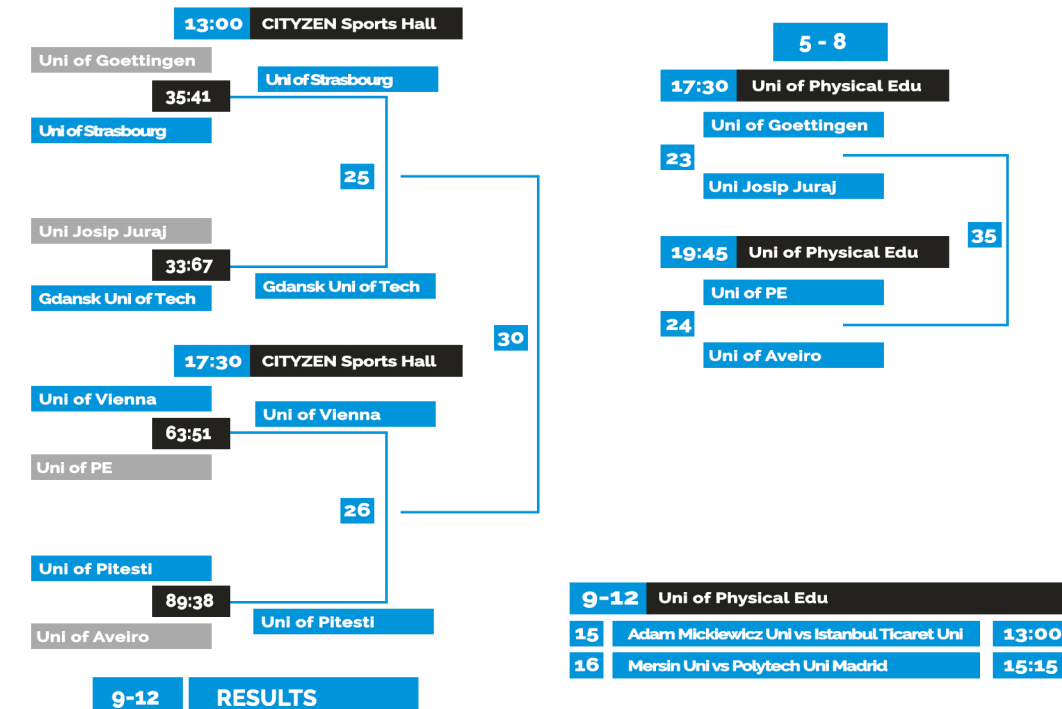 13:00 CITYZEN Sports Hall
Uni of Goettingen
Uni of Strasbourg
35:41
Uni of Strasbourg
25
Uni Josip Juraj
33:67
Gdansk Uni of Tech
Gdansk Uni of Tech
30
17:30 CITYZEN Sports Hall
Uni of Vienna
Uni of Vienna
63:51
Uni of PE
26
Uni of Pitesti
89:38
Uni of Pitesti
Uni of Aveiro
9-12 RESULTS
5 - 8
17:30 Uni of Physical Edu
Uni of Goettingen
23
Uni Josip Juraj
35
19:45 Uni of Physical Edu
Uni of PE
24
Uni of Aveiro
9-12 Uni of Physical Edu
15 Adam Mickiewicz Uni vs Istanbul Ticaret Uni 13:00
16 Mersin Uni vs Polytech Uni Madrid 15:15